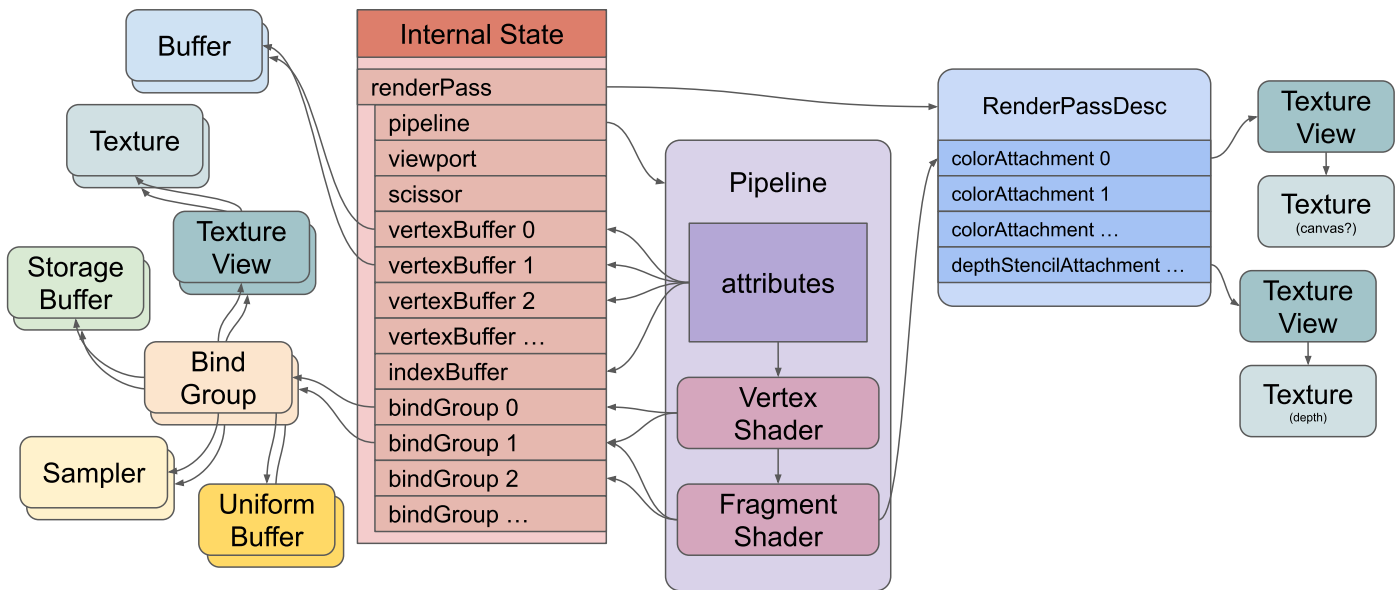 Buffer
Texture
Texture
View
Storage
Buffer
Bind
Group
Sampler
Uniform
Buffer
Internal State
renderPass
pipeline
viewport
scissor
vertexBuffer 0
vertexBuffer 1
vertexBuffer 2
vertexBuffer …
indexBuffer
bindGroup 0
bindGroup 1
bindGroup 2
bindGroup …
Pipeline
attributes
Vertex
Shader
Fragment
Shader
RenderPassDesc
colorAttachment 0
colorAttachment 1
colorAttachment …
depthStencilAttachment …
Texture
View
Texture
(canvas?)
Texture
View
Texture
(depth)